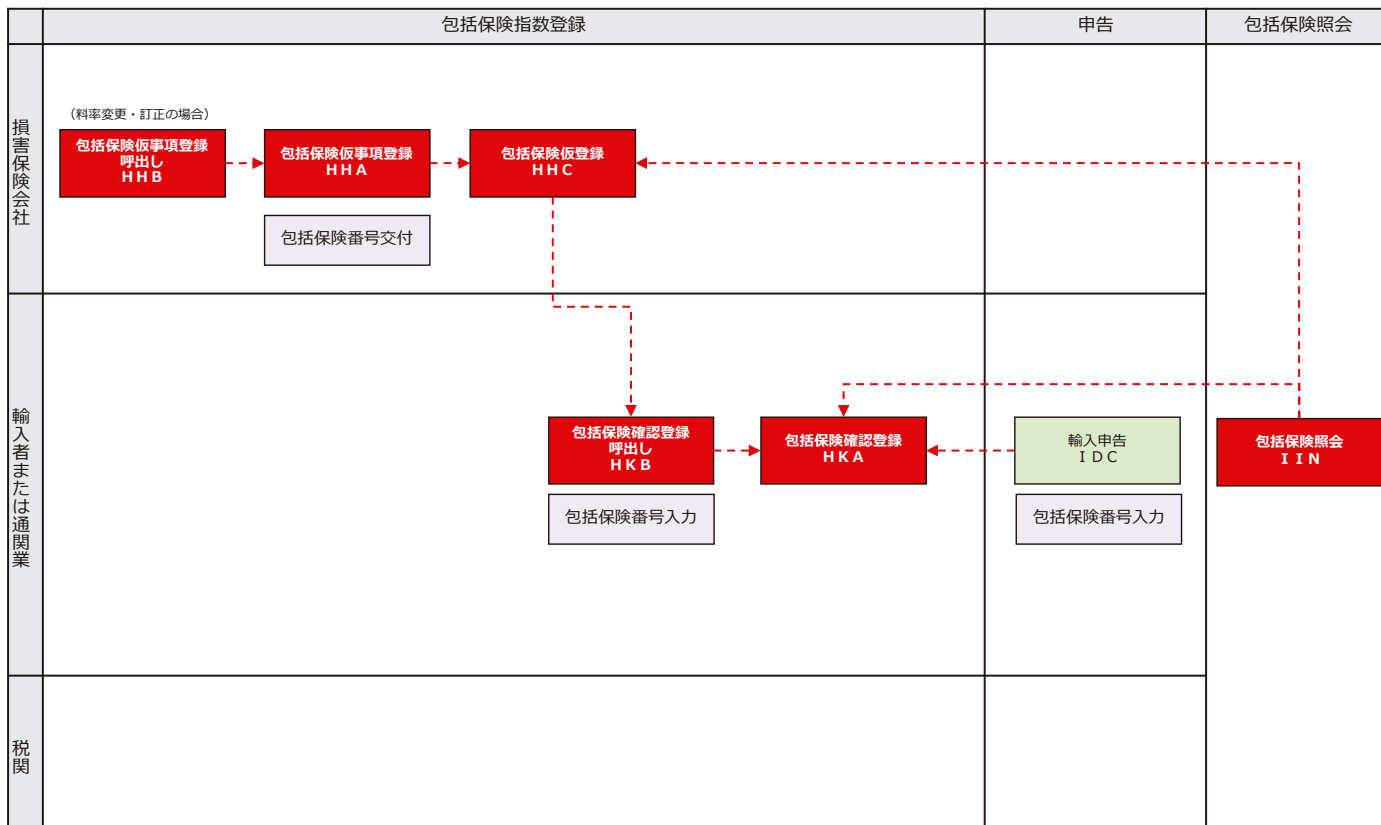 包括保険指数登録
申告
包括保険照会
損害保険会社
（料率変更・訂正の場合）
包括保険仮事項登録
呼出し
ＨＨＢ
包括保険仮事項登録
ＨＨＡ
包括保険仮登録
ＨＨＣ
包括保険番号交付
輸入者または通関業
包括保険確認登録
呼出し
ＨＫＢ
包括保険確認登録
ＨＫＡ
輸入申告
ＩＤＣ
包括保険照会
ＩＩＮ
包括保険番号入力
包括保険番号入力
税関